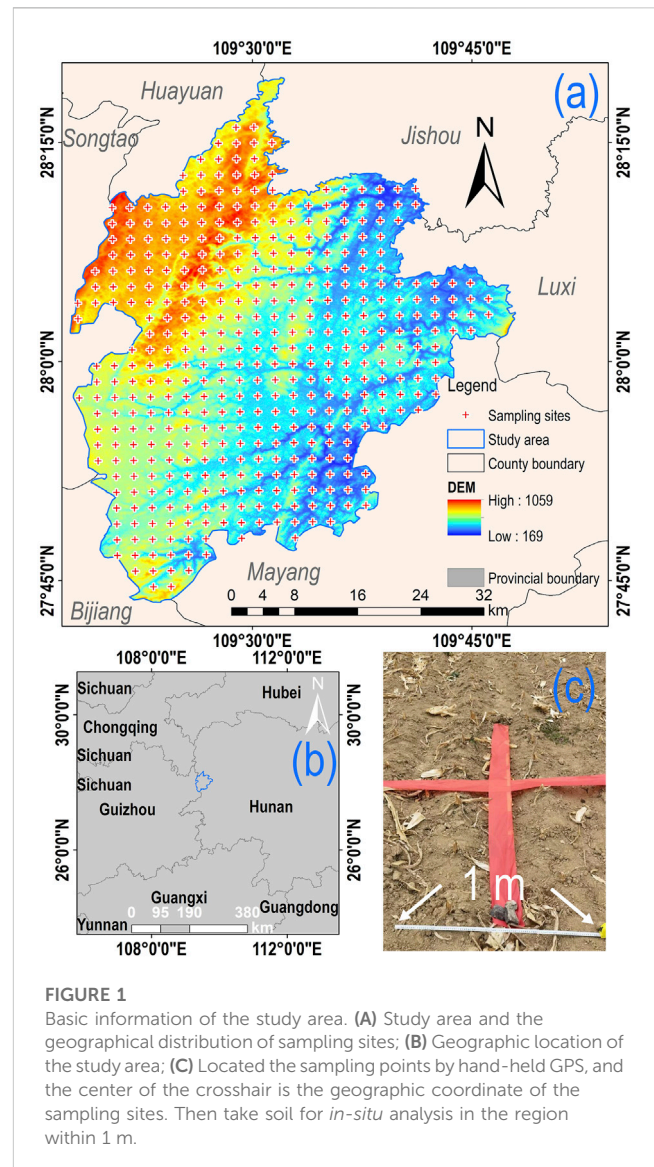 109°30'0"E 109°45'0"E
(a)
Huayuan
Songtao
Jishou
N
28°15'0"N
28°15'0"N
Luxi
28°0'0"N
28°0'0"N
Legend
Sampling sites
Study area
County boundary
DEM
High : 1059
Low : 169
Provincial boundary
27°45'0"N
27°45'0"N
Mayang
Bijiang
0 2 4 8 16 24 32
km
109°30'0"E 109°45'0"E
108°0'0"E 112°0'0"N
Sichuan
Hubei
N
30°0'0"N
30°0'0"N
Chongqing
(b)
Sichuan
Sichuan
Guizhou
Hunan
26°0'0"N
26°0'0"N
Guangxi
Guangdong
0 95 190 380
km
Yunnan
108°0'0"E 112°0'0"N
(c)
1 m
FIGURE 1
Basic information of the study area. (A) Study area and the
geographical distribution of sampling sites; (B) Geographic location of
the study area; (C) Located the sampling points by hand-held GPS, and
the center of the crosshair is the geographic coordinate of the
sampling sites. Then take soil for in-situ analysis in the region
within 1 m.